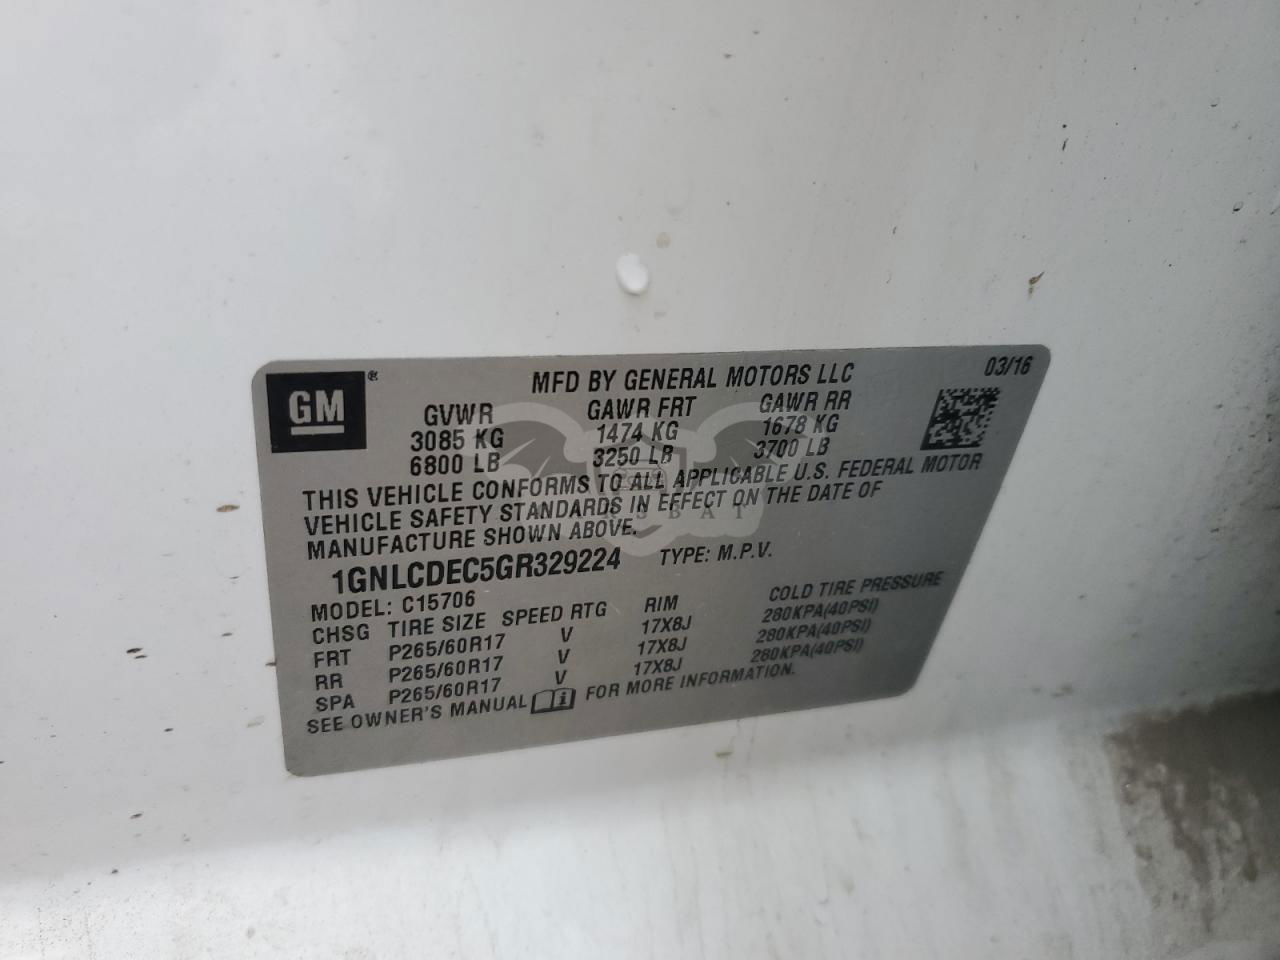 GM ®
MFD BY GENERAL MOTORS LLC 03/16
GVWR GAWR FRT GAWR RR
3085 KG 1474 KG 1678 KG
6800 LB 3250 LB 3700 LB
THIS VEHICLE CONFORMS TO ALL APPLICABLE U.S. FEDERAL MOTOR
VEHICLE SAFETY STANDARDS IN EFFECT ON THE DATE OF
MANUFACTURE SHOWN ABOVE.
1GNLCDEC5GR329224 TYPE: M.P.V.
MODEL: C15706
CHSG TIRE SIZE SPEED RTG RIM COLD TIRE PRESSURE
FRT P265/60R17 V 17X8J 280KPA(40PSI)
RR P265/60R17 V 17X8J 280KPA(40PSI)
SPA P265/60R17 V 17X8J 280KPA(40PSI)
SEE OWNER'S MANUAL i FOR MORE INFORMATION.